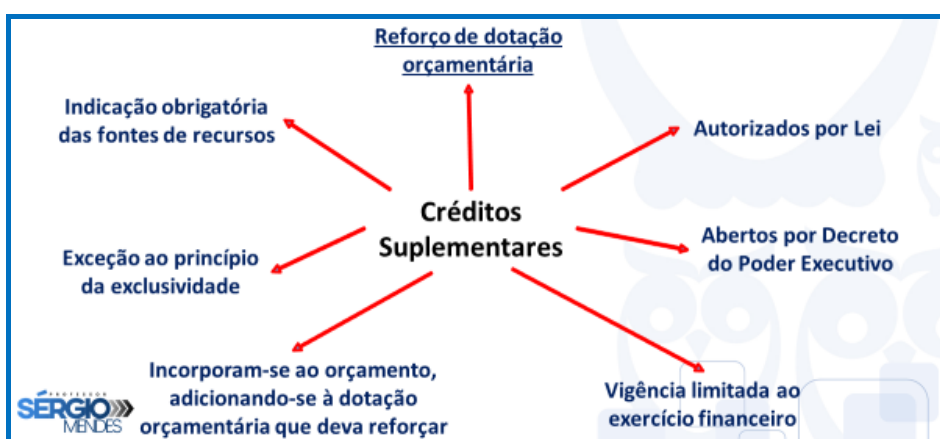 Reforço de dotação
orçamentária
Indicação obrigatória
das fontes de recursos
Autorizados por Lei
Créditos
Suplementares
Abertos por Decreto
do Poder Executivo
Exceção ao princípio
da exclusividade
Incorporam-se ao orçamento,
adicionando-se à dotação
orçamentária que deva reforçar
Vigência limitada ao
exercício financeiro
PROFESSOR
SÉRGIO
MENDES